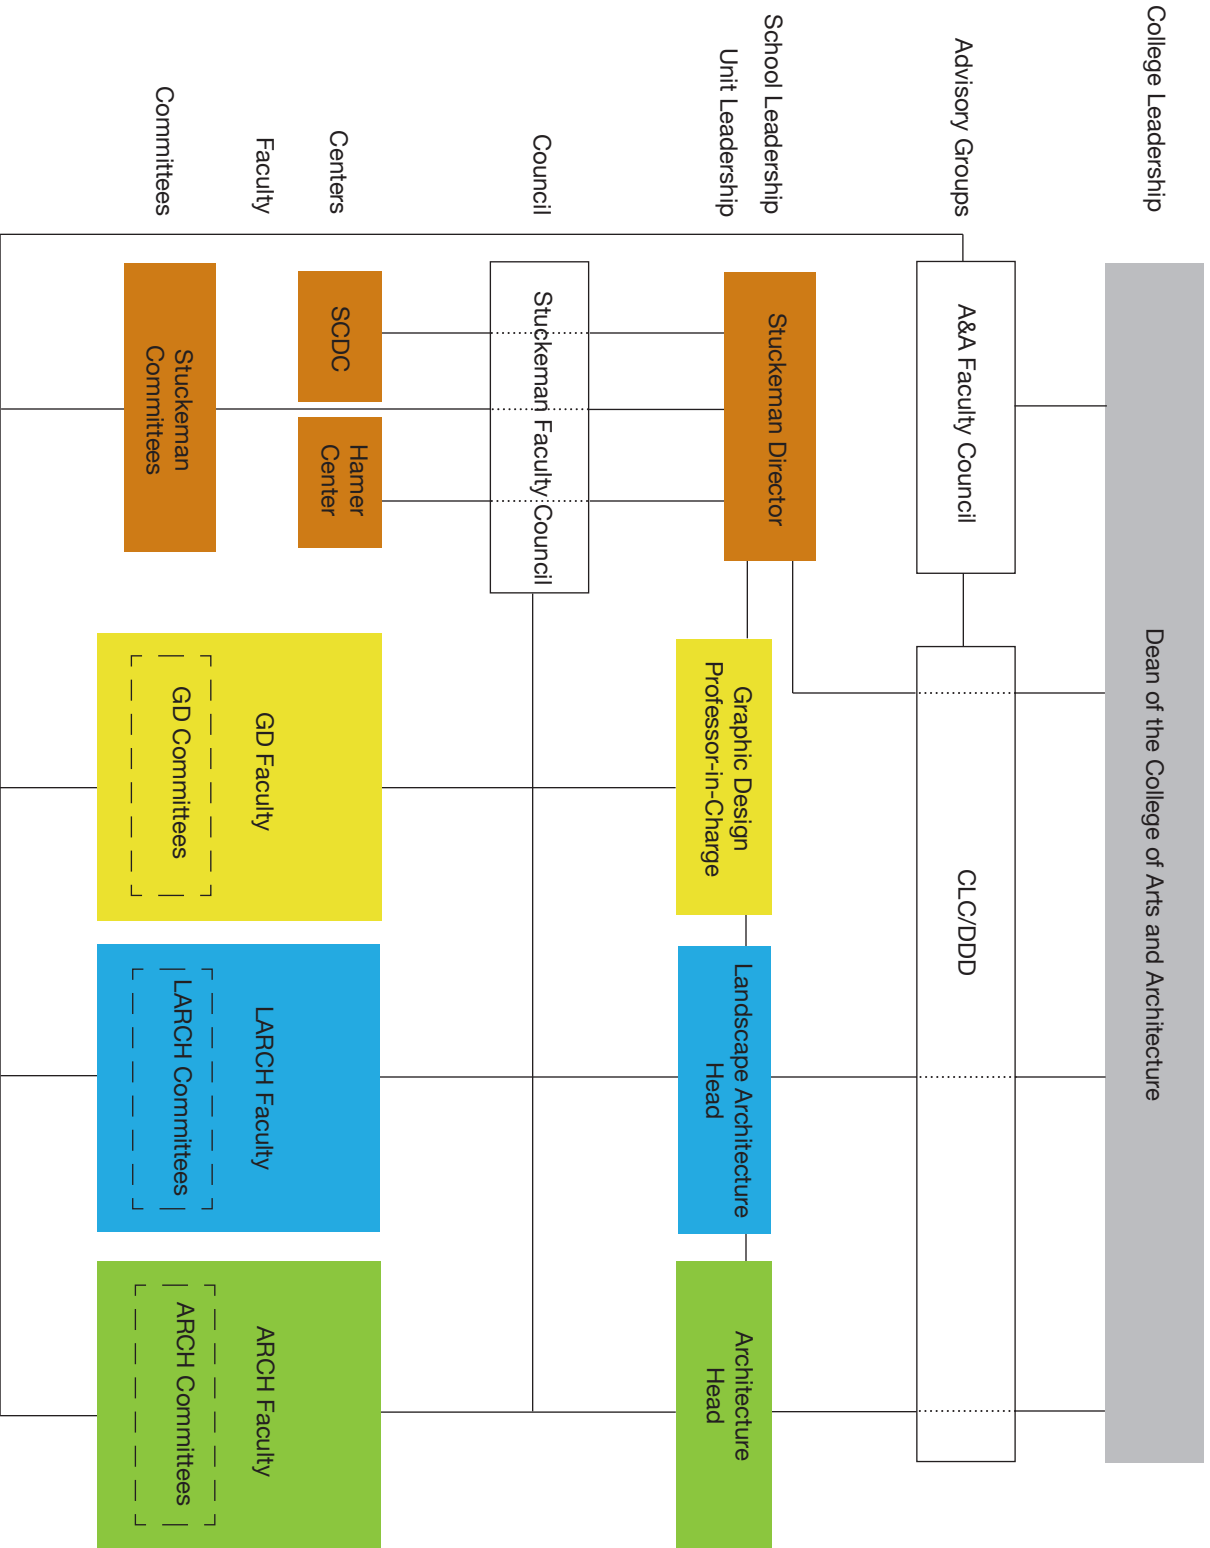 College Leadership
Dean of the College of Arts and Architecture
Advisory Groups
A&A Faculty Council
CLC/DDD
School Leadership
Unit Leadership
Stuckeman Director
Graphic Design
Professor-in-Charge
Landscape Architecture
Head
Architecture
Head
Council
Stuckeman Faculty Council
Centers
SCDC
Hamer
Center
Faculty
GD Faculty
LARCH Faculty
ARCH Faculty
Committees
Stuckeman
Committees
GD Committees
LARCH Committees
ARCH Committees